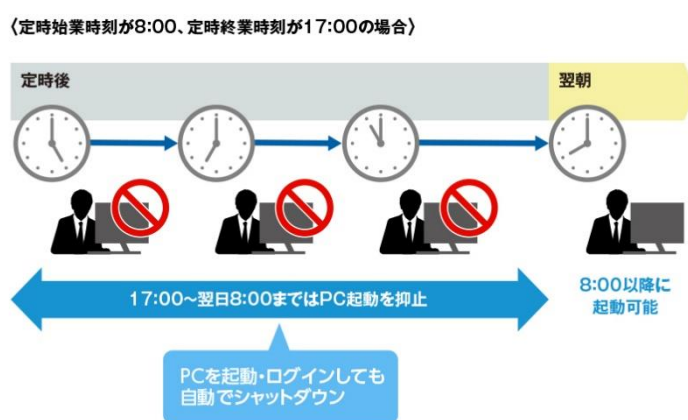 〈定時始業時刻が8:00、定時終業時刻が17:00の場合〉
定時後
翌朝
17:00～翌日8:00まではPC起動を抑止
8:00以降に
起動可能
PCを起動・ログインしても
自動でシャットダウン